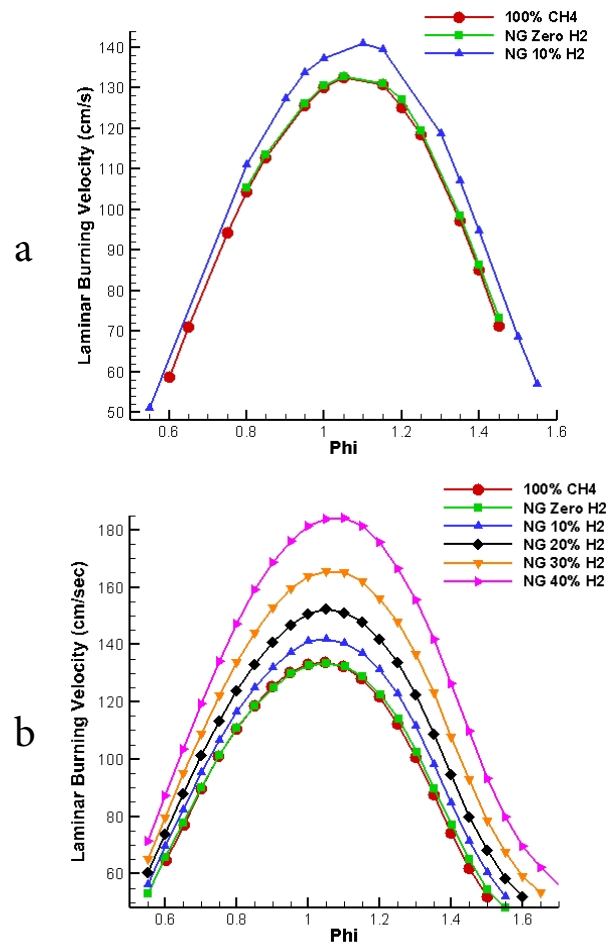 a
100% CH4
NG Zero H2
NG 10% H2
Laminar Burning Velocity (cm/s)
140
130
120
110
100
90
80
70
60
50
0.6
0.8
1
1.2
1.4
1.6
Phi
b
100% CH4
NG Zero H2
NG 10% H2
NG 20% H2
NG 30% H2
NG 40% H2
Laminar Burning Velocity (cm/sec)
180
160
140
120
100
80
60
0.6
0.8
1
1.2
1.4
1.6
Phi